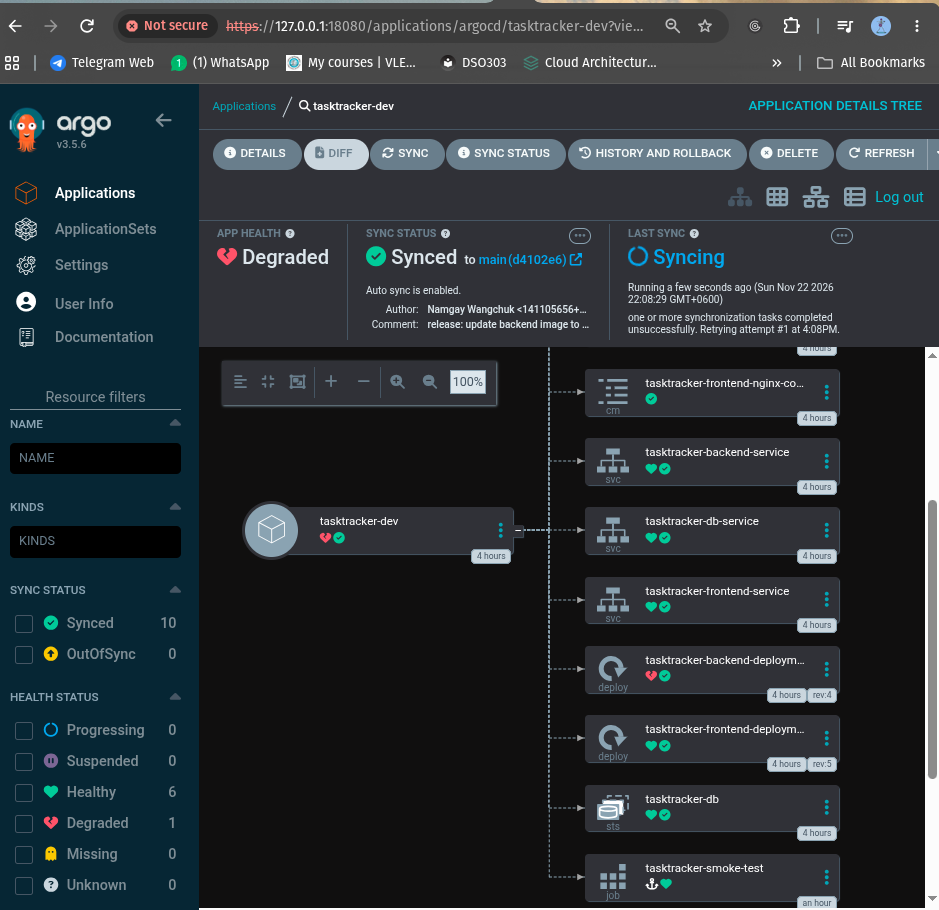 Not secure
https://127.0.0.1:18080/applications/argocd/tasktracker-dev?vie...
Telegram Web
(1) WhatsApp
My courses | VLE...
DSO303
Cloud Architectur...
»
All Bookmarks
argo
v3.5.6
Applications
ApplicationSets
Settings
User Info
Documentation
Resource filters
NAME
NAME
KINDS
KINDS
SYNC STATUS
Synced 10
OutOfSync 0
HEALTH STATUS
Progressing 0
Suspended 0
Healthy 6
Degraded 1
Missing 0
Unknown 0
Applications / tasktracker-dev
APPLICATION DETAILS TREE
DETAILS
DIFF
SYNC
SYNC STATUS
HISTORY AND ROLLBACK
DELETE
REFRESH
Log out
APP HEALTH
Degraded
SYNC STATUS
Synced to main (d4102e6)
Auto sync is enabled.
Author: Namgay Wangchuk <141105656+...
Comment: release: update backend image to ...
LAST SYNC
Syncing
Running a few seconds ago (Sun Nov 22 2026
22:08:29 GMT+0600)
one or more synchronization tasks completed
unsuccessfully. Retrying attempt #1 at 4:08PM.
100%
4 hours
tasktracker-frontend-nginx-co...
cm
4 hours
tasktracker-backend-service
svc
4 hours
tasktracker-dev
4 hours
tasktracker-db-service
svc
4 hours
tasktracker-frontend-service
svc
4 hours
tasktracker-backend-deploym...
deploy
4 hours
rev:4
tasktracker-frontend-deploym...
deploy
4 hours
rev:5
tasktracker-db
sts
4 hours
tasktracker-smoke-test
job
an hour